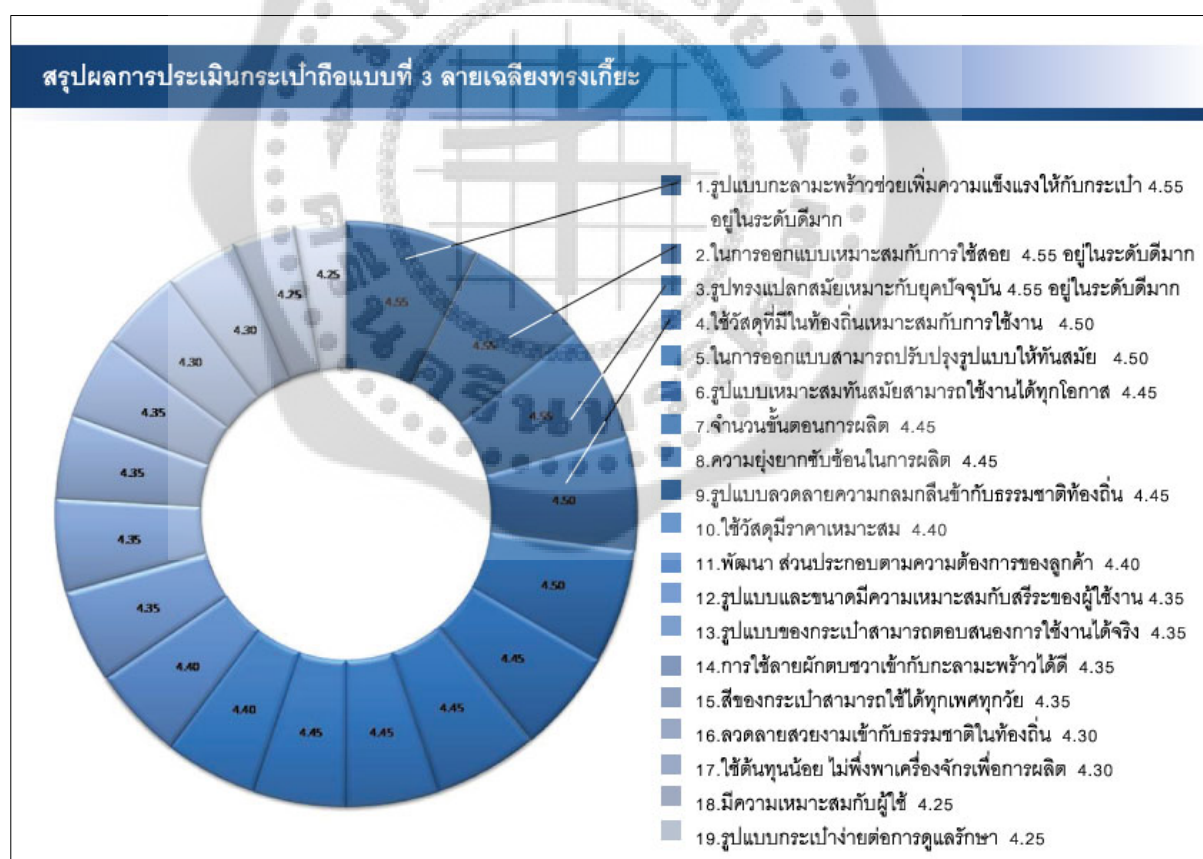 สรุปผลการประเมินกระเป๋าถือแบบที่ 3 ลายเฉลียงทรงเกี๊ยะ
1.รูปแบบกะลามะพร้าวช่วยเพิ่มความแข็งแรงให้กับกระเป๋า 4.55
อยู่ในระดับดีมาก
2.ในการออกแบบเหมาะสมกับการใช้สอย 4.55 อยู่ในระดับดีมาก
3.รูปทรงแปลกสมัยเหมาะกับยุคปัจจุบัน 4.55 อยู่ในระดับดีมาก
4.ใช้วัสดุที่มีในท้องถิ่นเหมาะสมกับการใช้งาน 4.50
5.ในการออกแบบสามารถปรับปรุงรูปแบบให้ทันสมัย 4.50
6.รูปแบบเหมาะสมทันสมัยสามารถใช้งานได้ทุกโอกาส 4.45
7.จำนวนขั้นตอนการผลิต 4.45
8.ความยุ่งยากซับซ้อนในการผลิต 4.45
9.รูปแบบลวดลายความกลมกลืนข้ากับธรรมชาติท้องถิ่น 4.45
10.ใช้วัสดุมีราคาเหมาะสม 4.40
11.พัฒนา ส่วนประกอบตามความต้องการของลูกค้า 4.40
12.รูปแบบและขนาดมีความเหมาะสมกับสรีระของผู้ใช้งาน 4.35
13.รูปแบบของกระเป๋าสามารถตอบสนองการใช้งานได้จริง 4.35
14.การใช้ลายผักตบชวาเข้ากับกะลามะพร้าวได้ดี 4.35
15.สีของกระเป๋าสามารถใช้ได้ทุกเพศทุกวัย 4.35
16.ลวดลายสวยงามเข้ากับธรรมชาติในท้องถิ่น 4.30
17.ใช้ต้นทุนน้อย ไม่พึ่งพาเครื่องจักรเพื่อการผลิต 4.30
18.มีความเหมาะสมกับผู้ใช้ 4.25
19.รูปแบบกระเป๋าง่ายต่อการดูแลรักษา 4.25
4.55
4.55
4.55
4.50
4.50
4.45
4.45
4.45
4.45
4.40
4.40
4.35
4.35
4.35
4.35
4.30
4.30
4.25
4.25